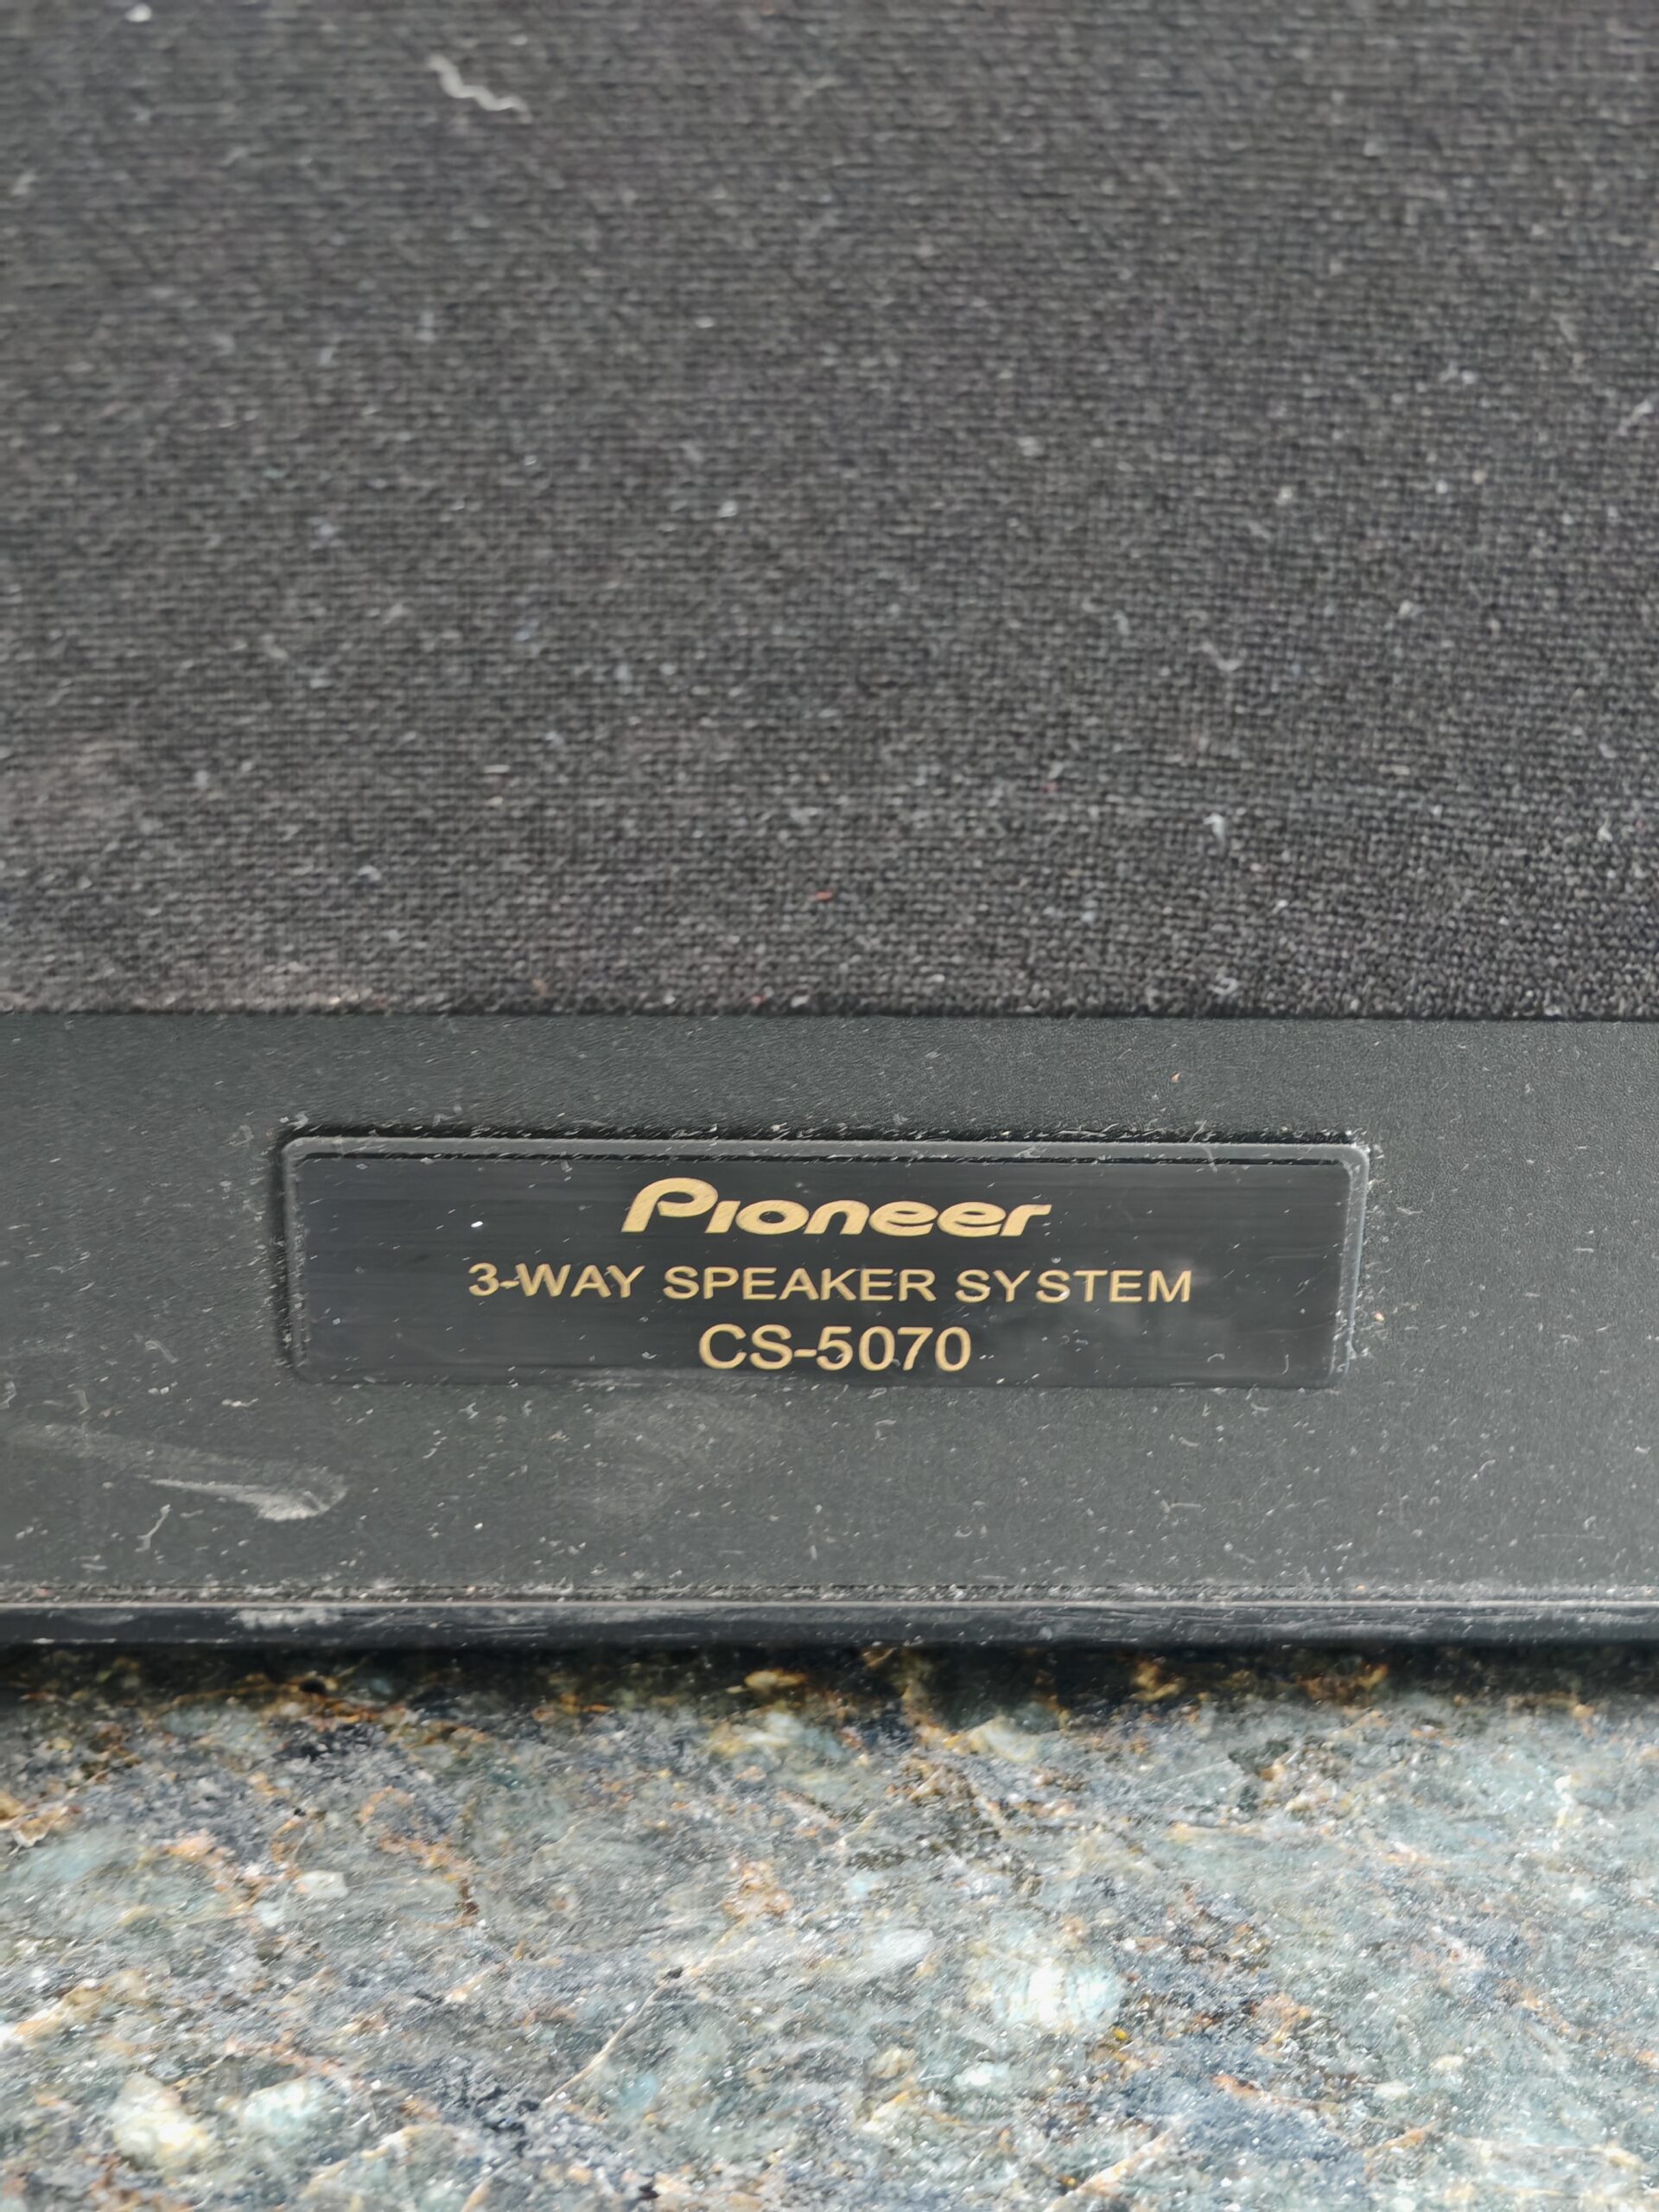 Pioneer
3-WAY SPEAKER SYSTEM
CS-5070